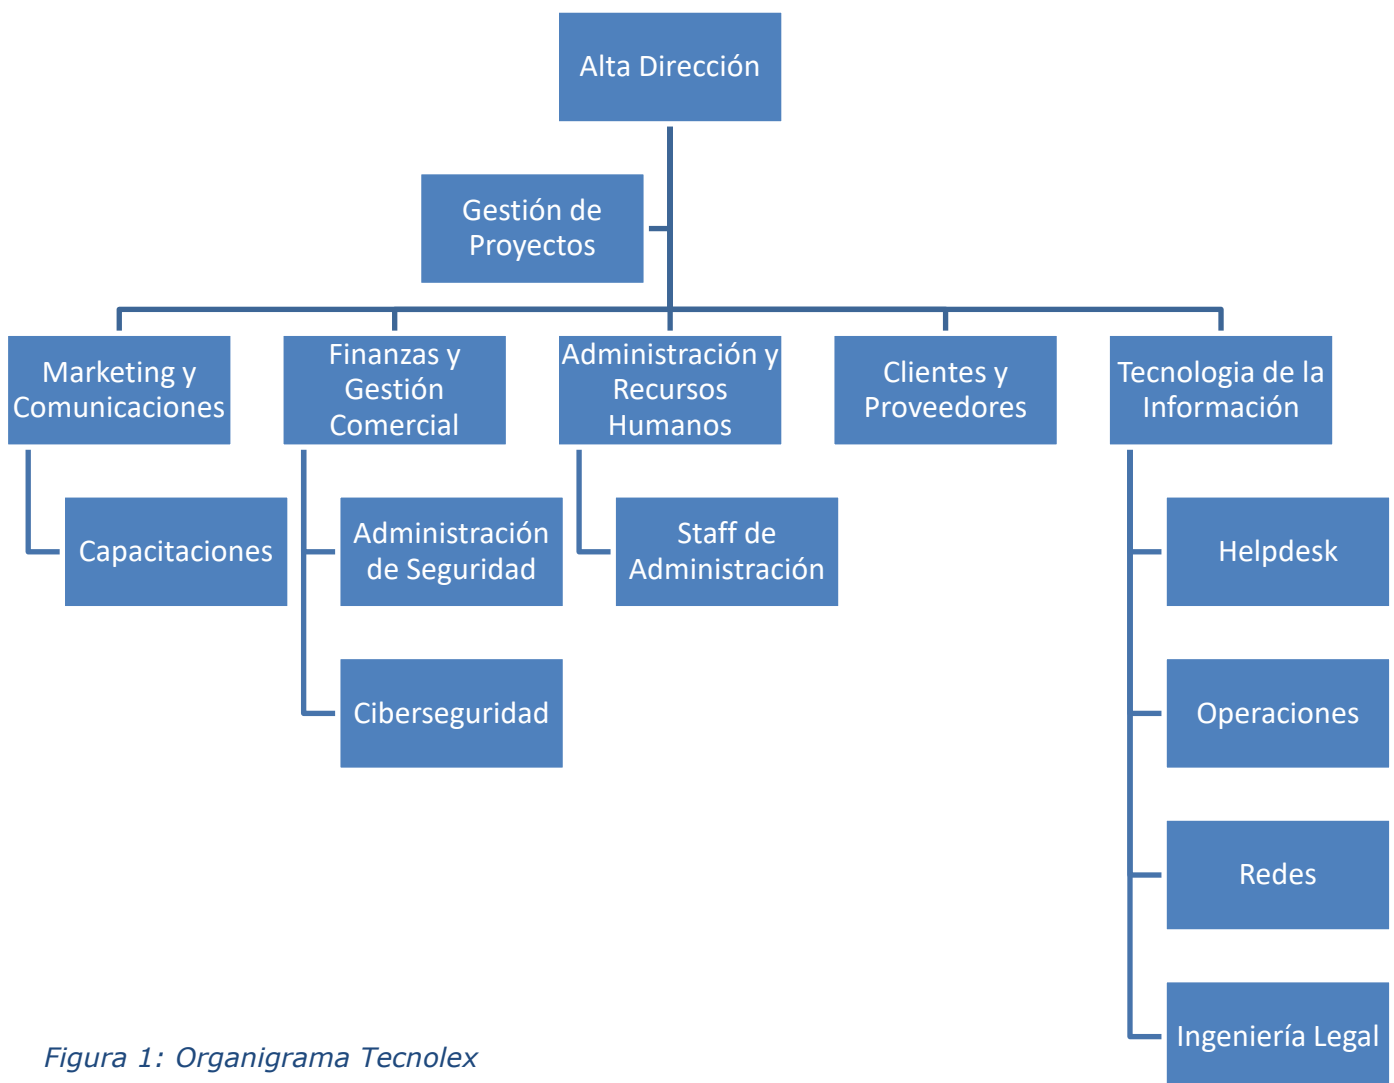 Alta Dirección
Gestión de
Proyectos
Marketing y
Comunicaciones
Finanzas y
Gestión
Comercial
Administración y
Recursos
Humanos
Clientes y
Proveedores
Tecnologia de la
Información
Capacitaciones
Administración
de Seguridad
Staff de
Administración
Helpdesk
Ciberseguridad
Operaciones
Redes
Ingeniería Legal
Figura 1: Organigrama Tecnolex